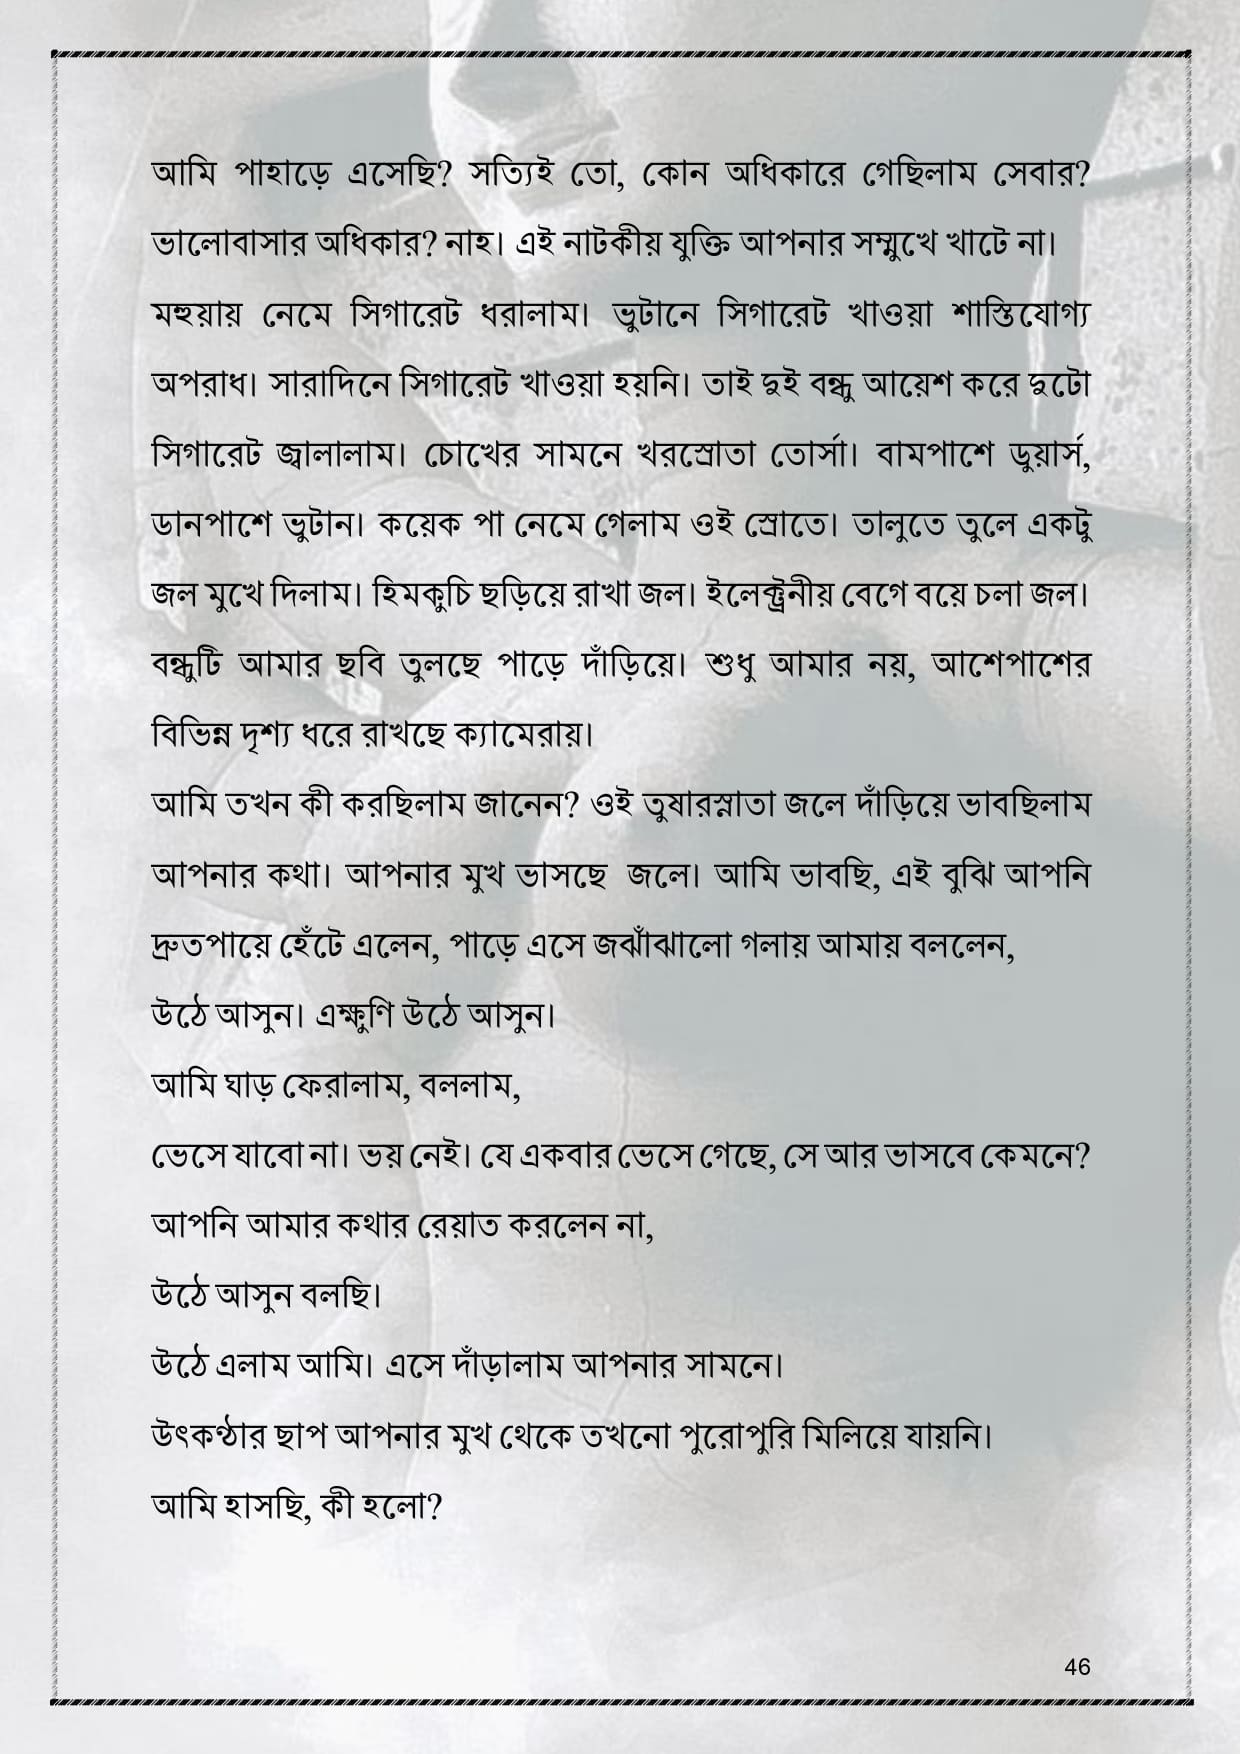 আমি পাহাড়ে এসেছি? সত্যিই তো, কোন অধিকারে গেছিলাম সেবার?
ভালোবাসার অধিকার? নাহ। এই নাটকীয় যুক্তি আপনার সম্মুখে খাটে না।
মহুয়ায় নেমে সিগারেট ধরালাম। ভুটানে সিগারেট খাওয়া শাস্তিযোগ্য
অপরাধ। সারাদিনে সিগারেট খাওয়া হয়নি। তাই দুই বন্ধু আয়েশ করে দুটো
সিগারেট জ্বালালাম। চোখের সামনে খরস্রোতা তোর্সা। বামপাশে ডুয়ার্স,
ডানপাশে ভুটান। কয়েক পা নেমে গেলাম ওই স্রোতে। তালুতে তুলে একটু
জল মুখে দিলাম। হিমকুচি ছড়িয়ে রাখা জল। ইলেক্ট্রনীয় বেগে বয়ে চলা জল।
বন্ধুটি আমার ছবি তুলছে পাড়ে দাঁড়িয়ে। শুধু আমার নয়, আশেপাশের
বিভিন্ন দৃশ্য ধরে রাখছে ক্যামেরায়।
আমি তখন কী করছিলাম জানেন? ওই তুষারস্নাতা জলে দাঁড়িয়ে ভাবছিলাম
আপনার কথা। আপনার মুখ ভাসছে জলে। আমি ভাবছি, এই বুঝি আপনি
দ্রুতপায়ে হেঁটে এলেন, পাড়ে এসে জঝাঁঝালো গলায় আমায় বললেন,
উঠে আসুন। এক্ষুণি উঠে আসুন।
আমি ঘাড় ফেরালাম, বললাম,
ভেসে যাবো না। ভয় নেই। যে একবার ভেসে গেছে, সে আর ভাসবে কেমনে?
আপনি আমার কথার রেয়াত করলেন না,
উঠে আসুন বলছি।
উঠে এলাম আমি। এসে দাঁড়ালাম আপনার সামনে।
উৎকণ্ঠার ছাপ আপনার মুখ থেকে তখনো পুরোপুরি মিলিয়ে যায়নি।
আমি হাসছি, কী হলো?
46